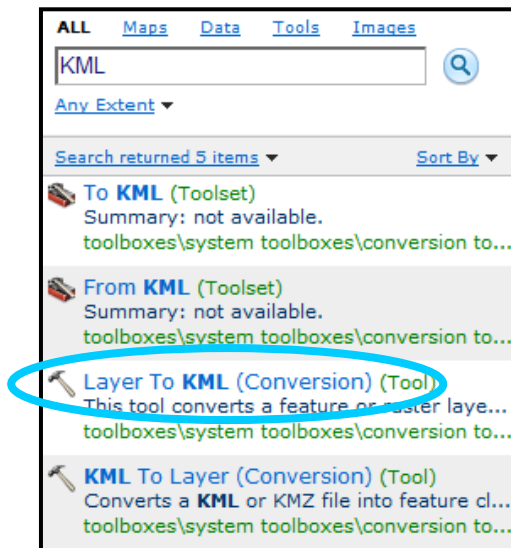 ALL Maps Data Tools Images
KML
Any Extent
Search returned 5 items Sort By
To KML (Toolset)
Summary: not available.
toolboxes\system toolboxes\conversion to...
From KML (Toolset)
Summary: not available.
toolboxes\system toolboxes\conversion to...
Layer To KML (Conversion) (Tool)
This tool converts a feature or raster laye...
toolboxes\system toolboxes\conversion to...
KML To Layer (Conversion) (Tool)
Converts a KML or KMZ file into feature cl...
toolboxes\system toolboxes\conversion to...